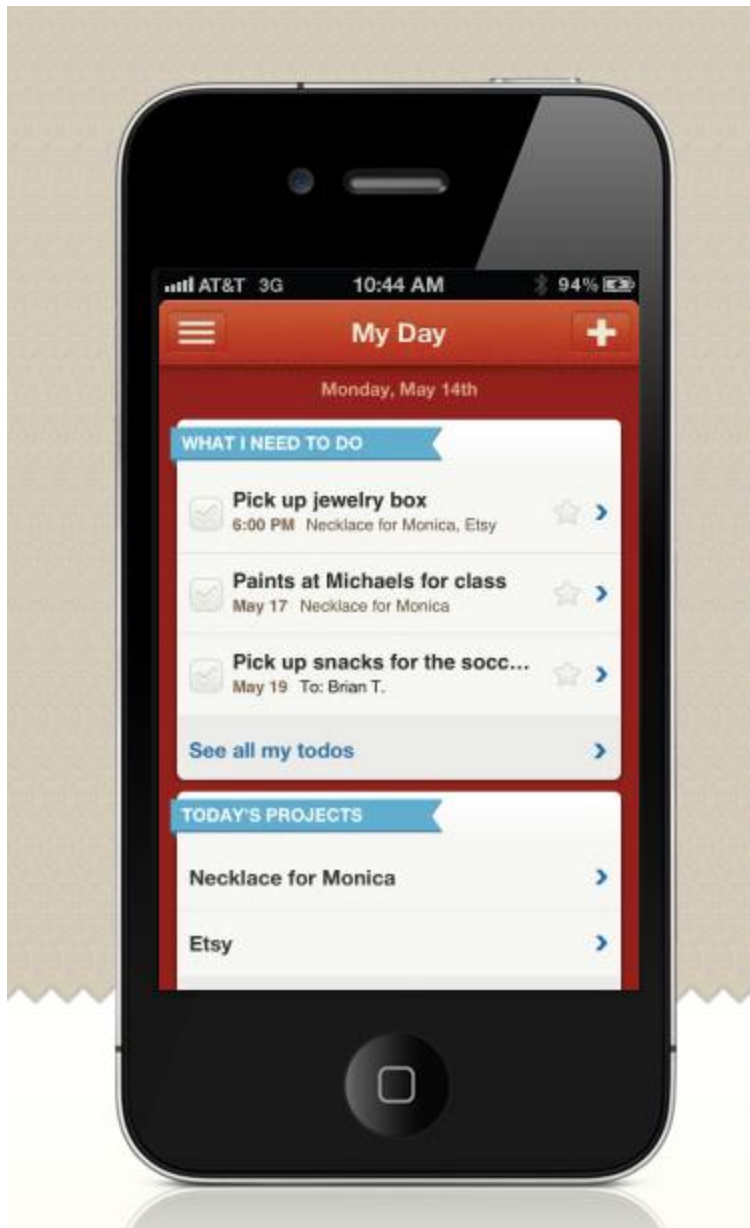 AT&T 3G 10:44 AM 94%
My Day
Monday, May 14th
WHAT I NEED TO DO
Pick up jewelry box
6:00 PM Necklace for Monica, Etsy
Paints at Michaels for class
May 17 Necklace for Monica
Pick up snacks for the socc...
May 19 To: Brian T.
See all my todos
TODAY'S PROJECTS
Necklace for Monica
Etsy